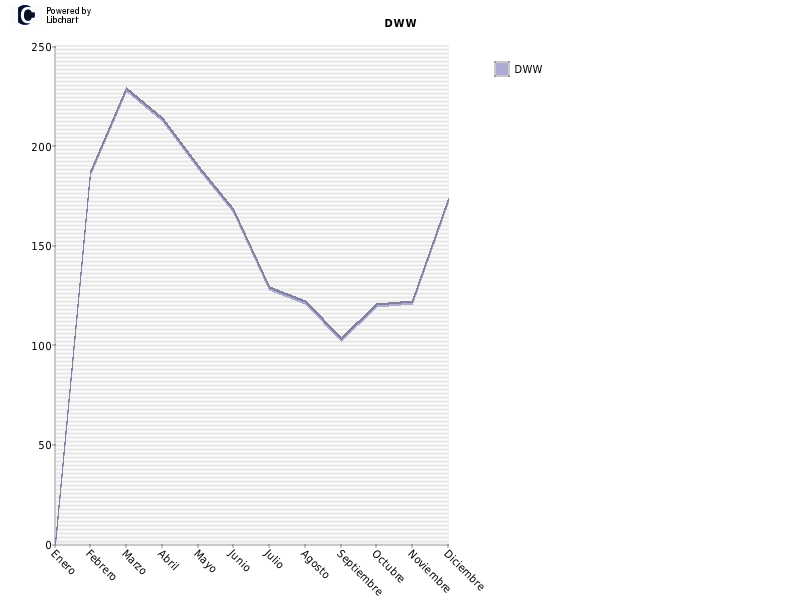 Powered by
Libchart
DWW
DWW
250
200
150
100
50
0
Enero
Febrero
Marzo
Abril
Mayo
Junio
Julio
Agosto
Septiembre
Octubre
Noviembre
Diciembre